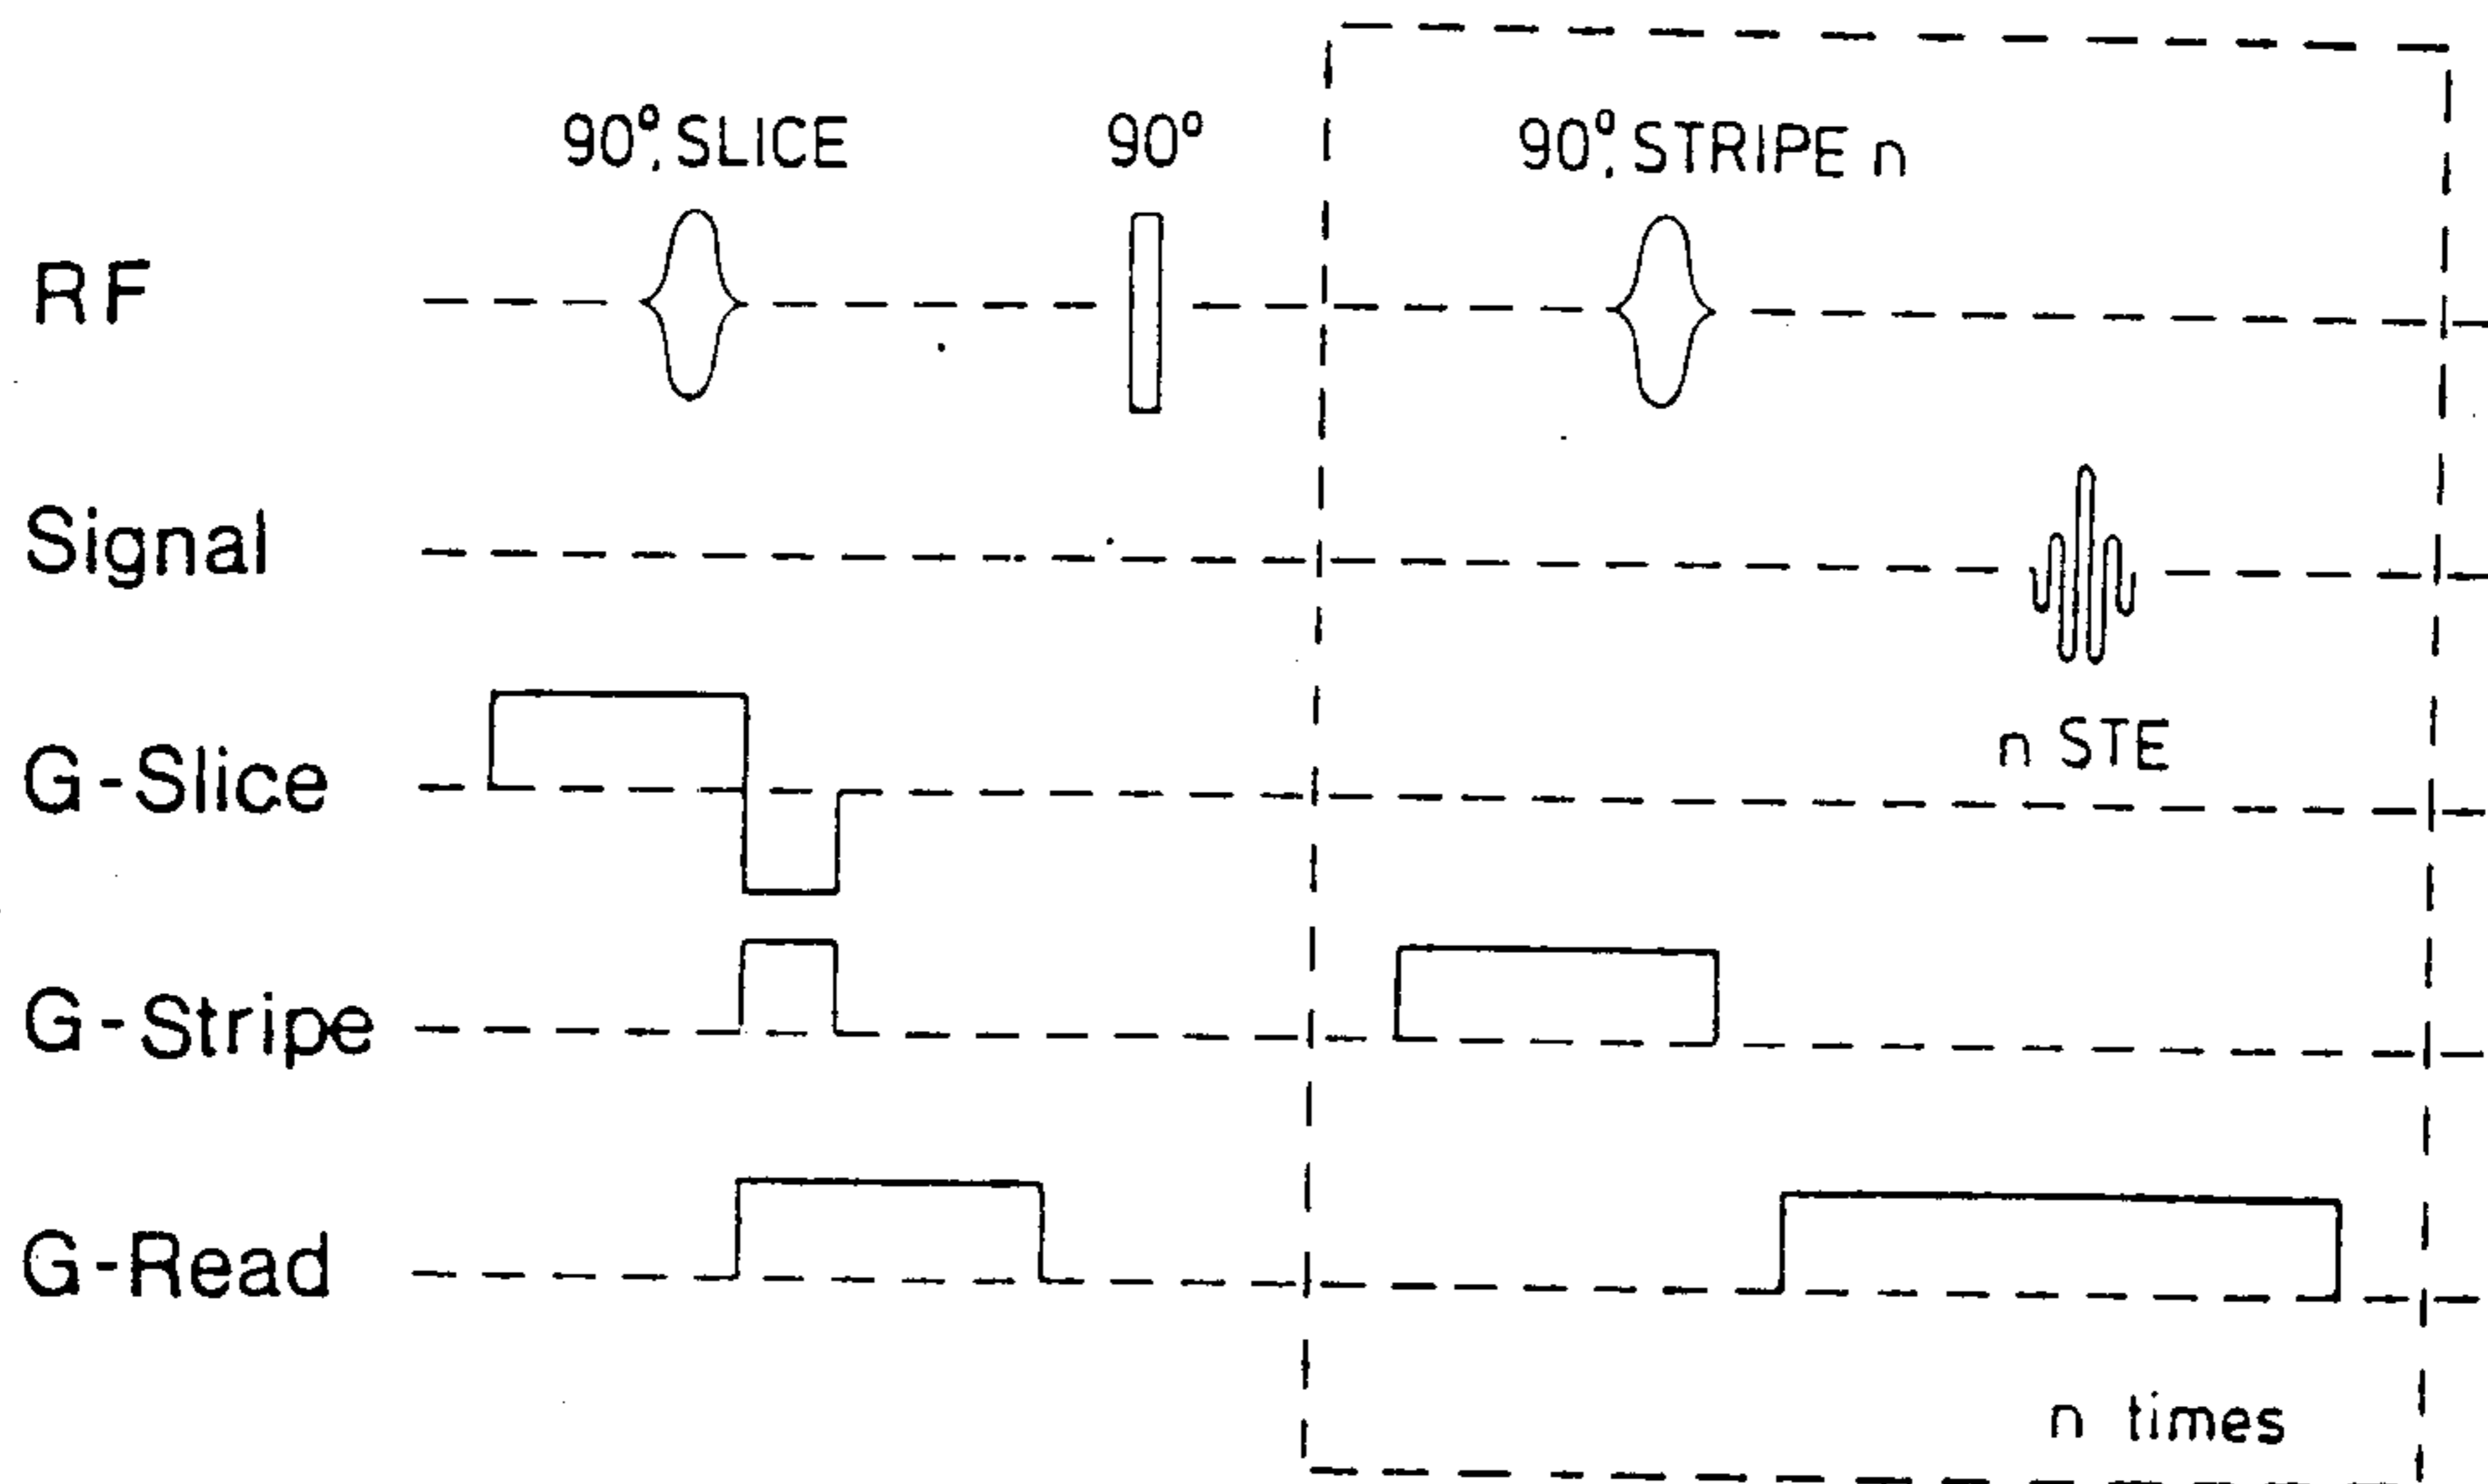 90°, SLICE
90°
90°, STRIPE n
RF
Signal
n STE
G-Slice
G-Stripe
G-Read
n times